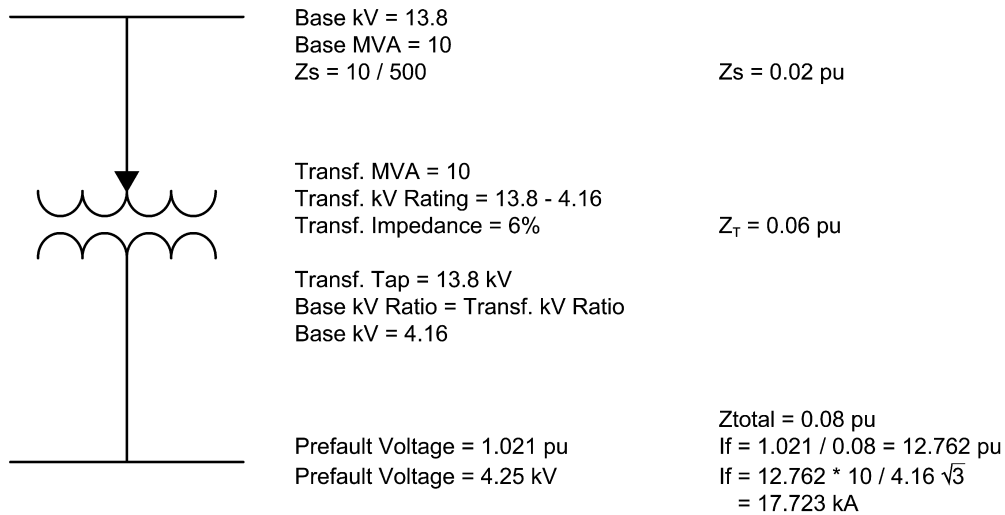 Base kV = 13.8
Base MVA = 10
Zs = 10 / 500
Zs = 0.02 pu
Transf. MVA = 10
Transf. kV Rating = 13.8 - 4.16
Transf. Impedance = 6%
Z_T = 0.06 pu
Transf. Tap = 13.8 kV
Base kV Ratio = Transf. kV Ratio
Base kV = 4.16
Ztotal = 0.08 pu
Prefault Voltage = 1.021 pu
If = 1.021 / 0.08 = 12.762 pu
Prefault Voltage = 4.25 kV
If = 12.762 * 10 / 4.16 √3
= 17.723 kA